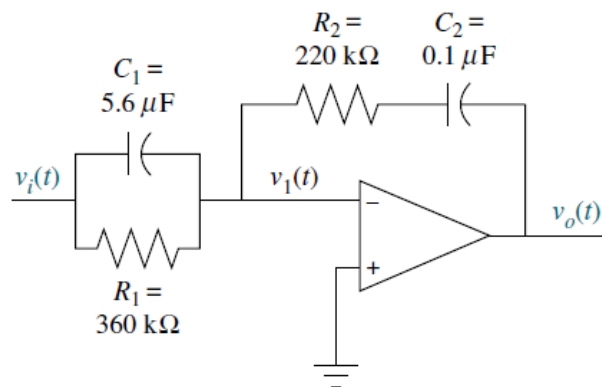 R₂ =
220 kΩ
C₂ =
0.1 μF
C₁ =
5.6 μF
vᵢ(t)
v₁(t)
−
vₒ(t)
+
R₁ =
360 kΩ